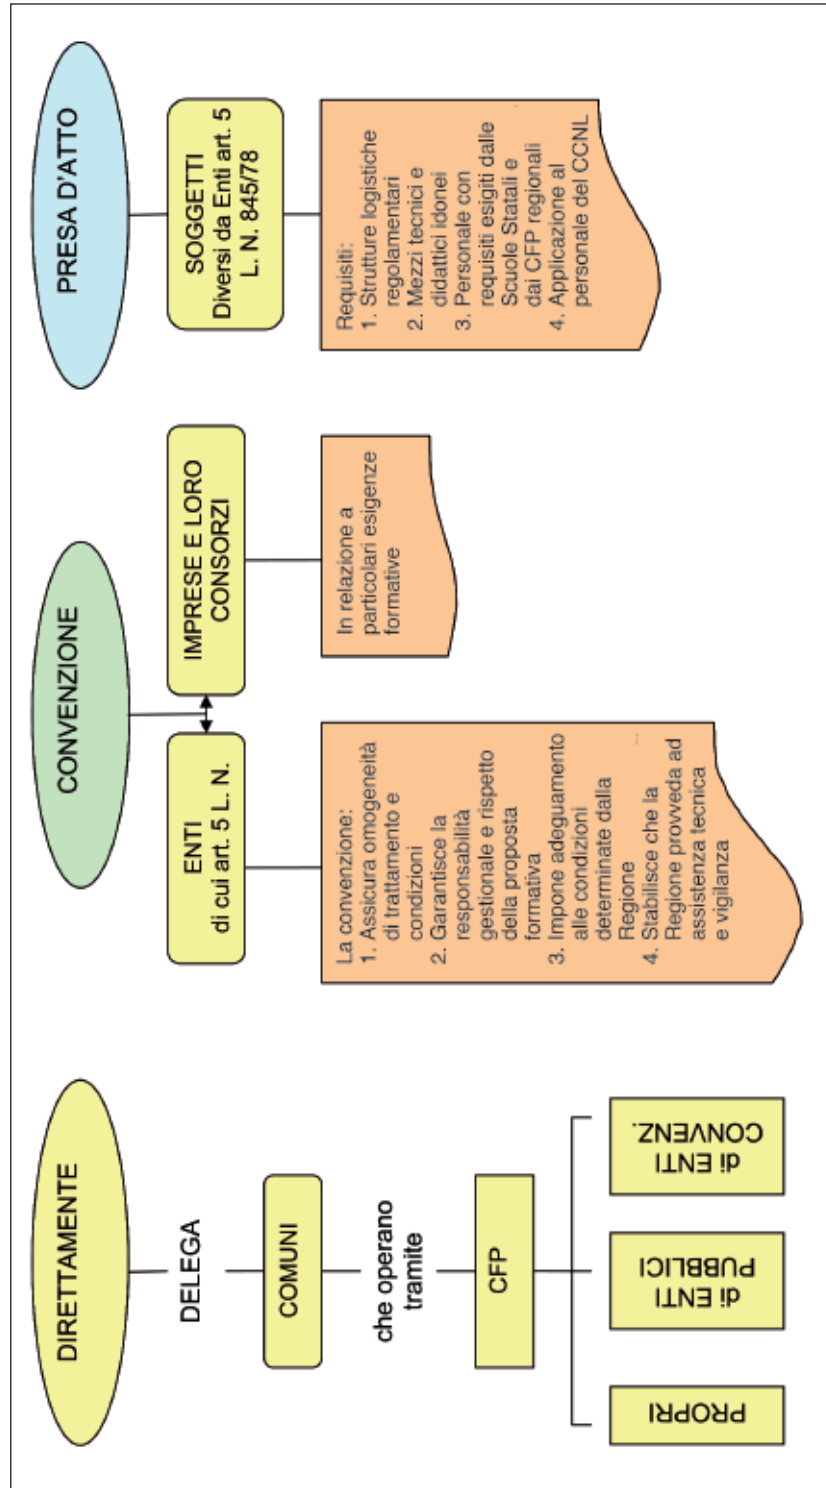 DIRETTAMENTE
DELEGA
COMUNI
che operano
tramite
CFP
PROPRI
di ENTI
PUBBLICI
di ENTI
CONVENZ.
CONVENZIONE
ENTI
di cui art. 5 L. N.
La convenzione:
1. Assicura omogeneità
di trattamento e
condizioni
2. Garantisce la
responsabilità
gestionale e rispetto
della proposta
formativa
3. Impone adeguamento
alle condizioni
determinate dalla
Regione
4. Stabilisce che la
Regione provveda ad
assistenza tecnica
e vigilanza
IMPRESE E LORO
CONSORZI
In relazione a
particolari esigenze
formative
PRESA D'ATTO
SOGGETTI
Diversi da Enti art. 5
L. N. 845/78
Requisiti:
1. Strutture logistiche
regolamentari
2. Mezzi tecnici e
didattici idonei
3. Personale con
requisiti esigiti dalle
Scuole Statali e
dai CFP regionali
4. Applicazione al
personale del CCNL